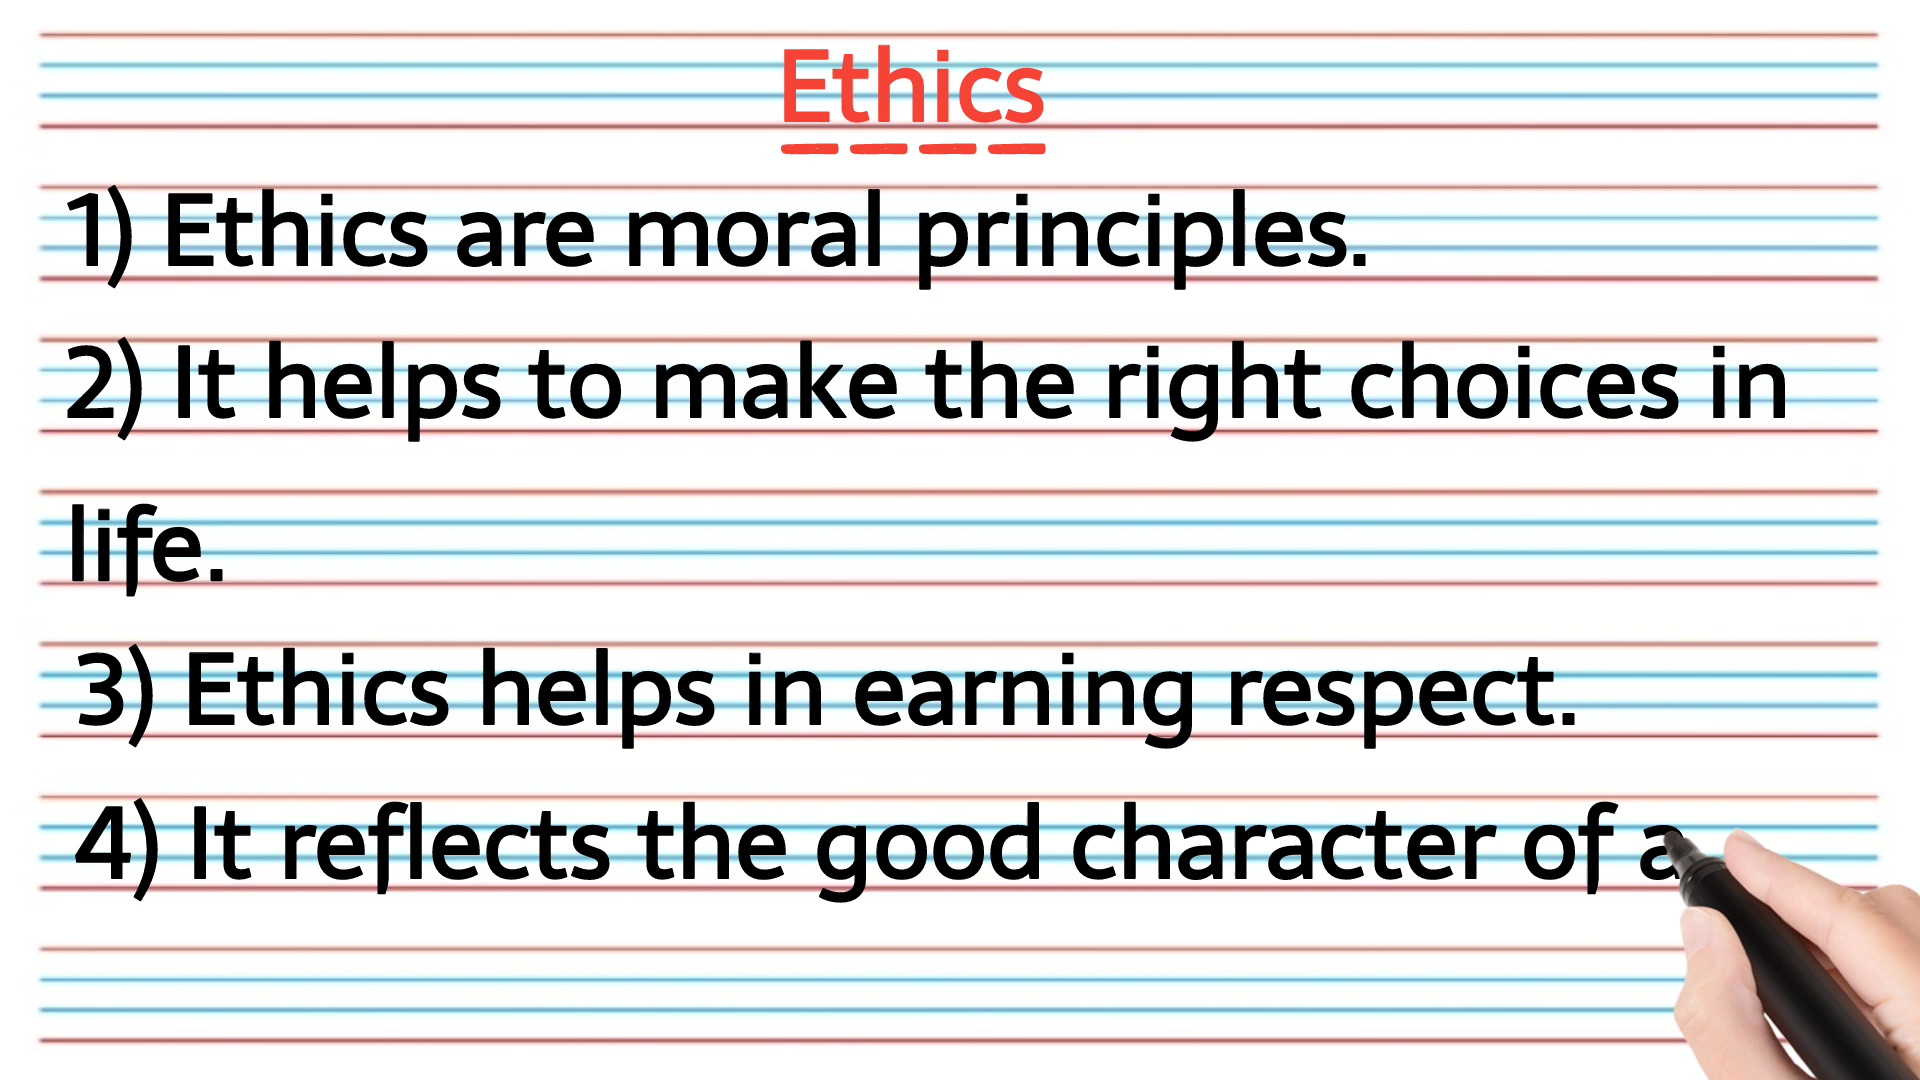 Ethics
1) Ethics are moral principles.
2) It helps to make the right choices in
life.
3) Ethics helps in earning respect.
4) It reflects the good character of a